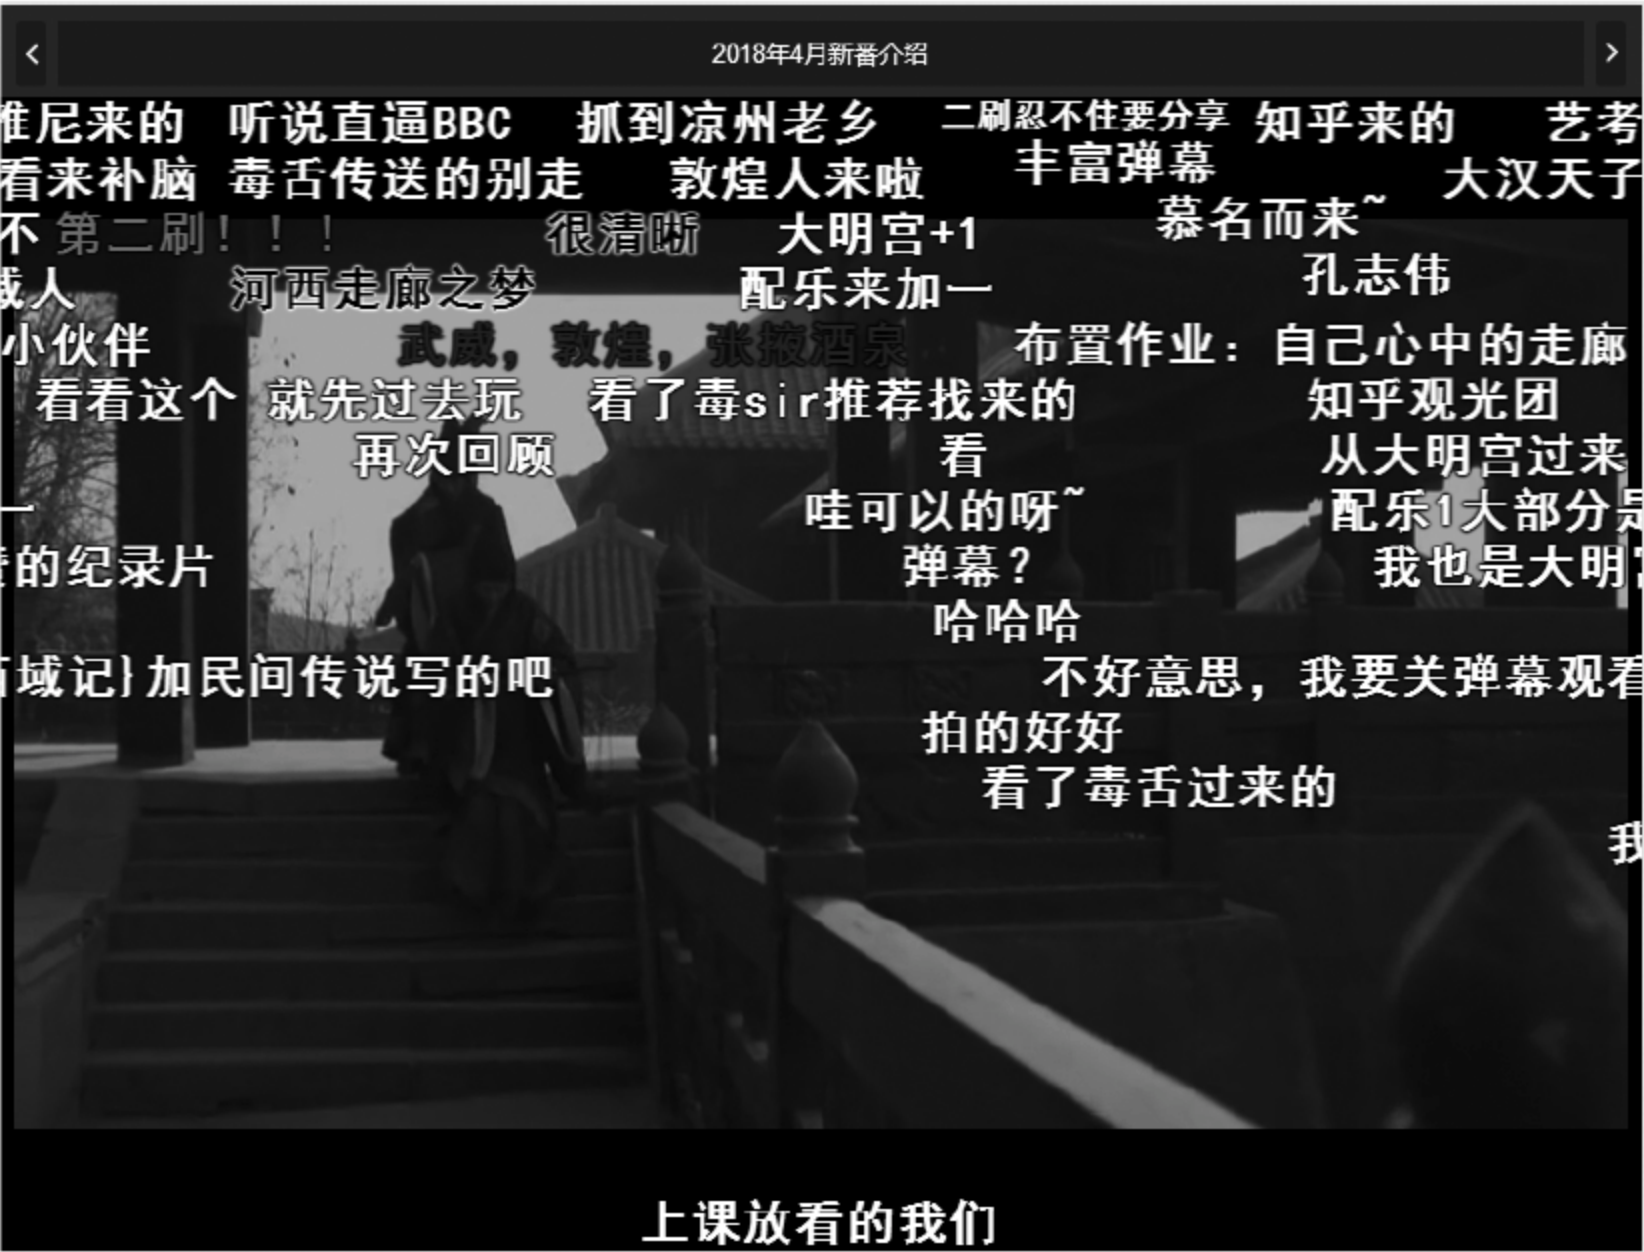 2018年4月新番介绍
维尼来的 听说直逼BBC 抓到凉州老乡 二刷忍不住要分享 知乎来的 艺考
看来补脑 毒舌传送的别走 敦煌人来啦 丰富弹幕 大汉天子
不 第二刷！！！ 很清晰 大明宫+1 慕名而来~
威人 河西走廊之梦 配乐来加一 孔志伟
小伙伴 武威，敦煌，张掖酒泉 布置作业：自己心中的走廊
看看这个 就先过去玩 看了毒sir推荐找来的 知乎观光团
再次回顾 看 从大明宫过来
一 哇可以的呀~ 配乐1大部分是
的纪录片 弹幕？ 我也是大明宫
哈哈哈
西域记}加民间传说写的吧 不好意思，我要关弹幕观看
拍的好好
看了毒舌过来的
我
上课放看的我们